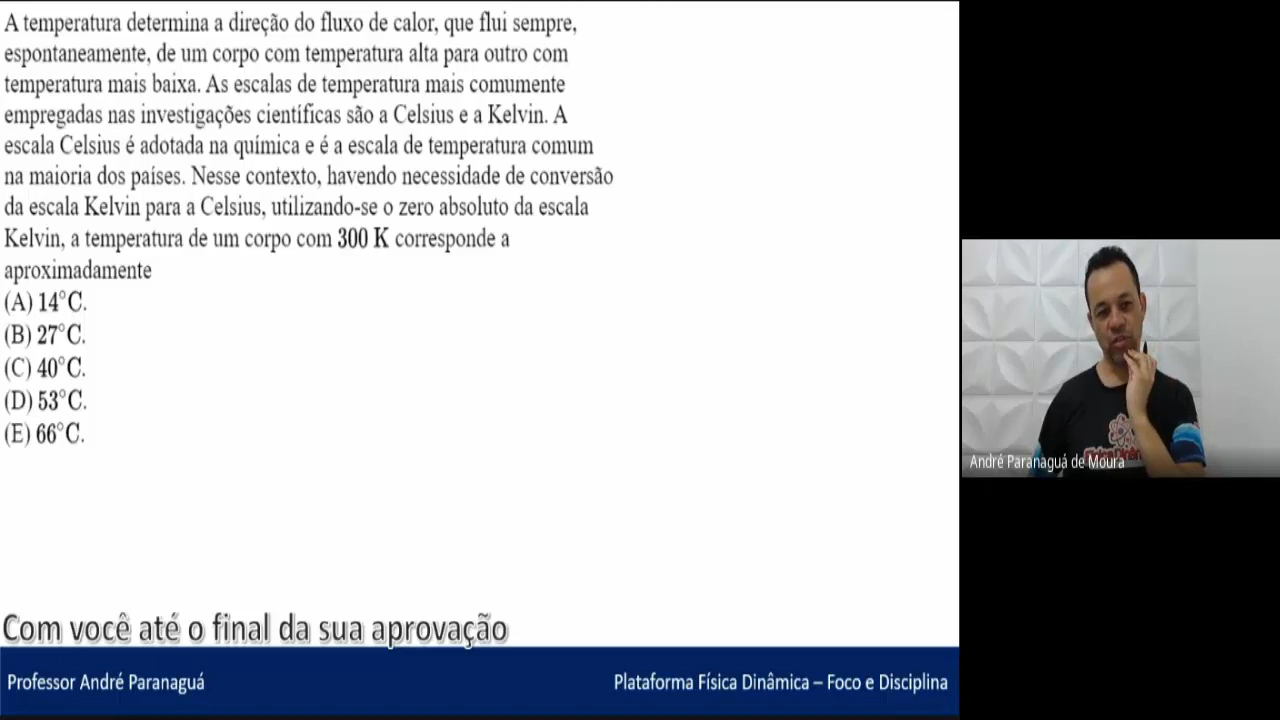 A temperatura determina a direção do fluxo de calor, que flui sempre,
espontaneamente, de um corpo com temperatura alta para outro com
temperatura mais baixa. As escalas de temperatura mais comumente
empregadas nas investigações científicas são a Celsius e a Kelvin. A
escala Celsius é adotada na química e é a escala de temperatura comum
na maioria dos países. Nesse contexto, havendo necessidade de conversão
da escala Kelvin para a Celsius, utilizando-se o zero absoluto da escala
Kelvin, a temperatura de um corpo com 300 K corresponde a
aproximadamente
(A) 14°C.
(B) 27°C.
(C) 40°C.
(D) 53°C.
(E) 66°C.
André Paranaguá de Moura
Com você até o final da sua aprovação
Professor André Paranaguá
Plataforma Física Dinâmica – Foco e Disciplina